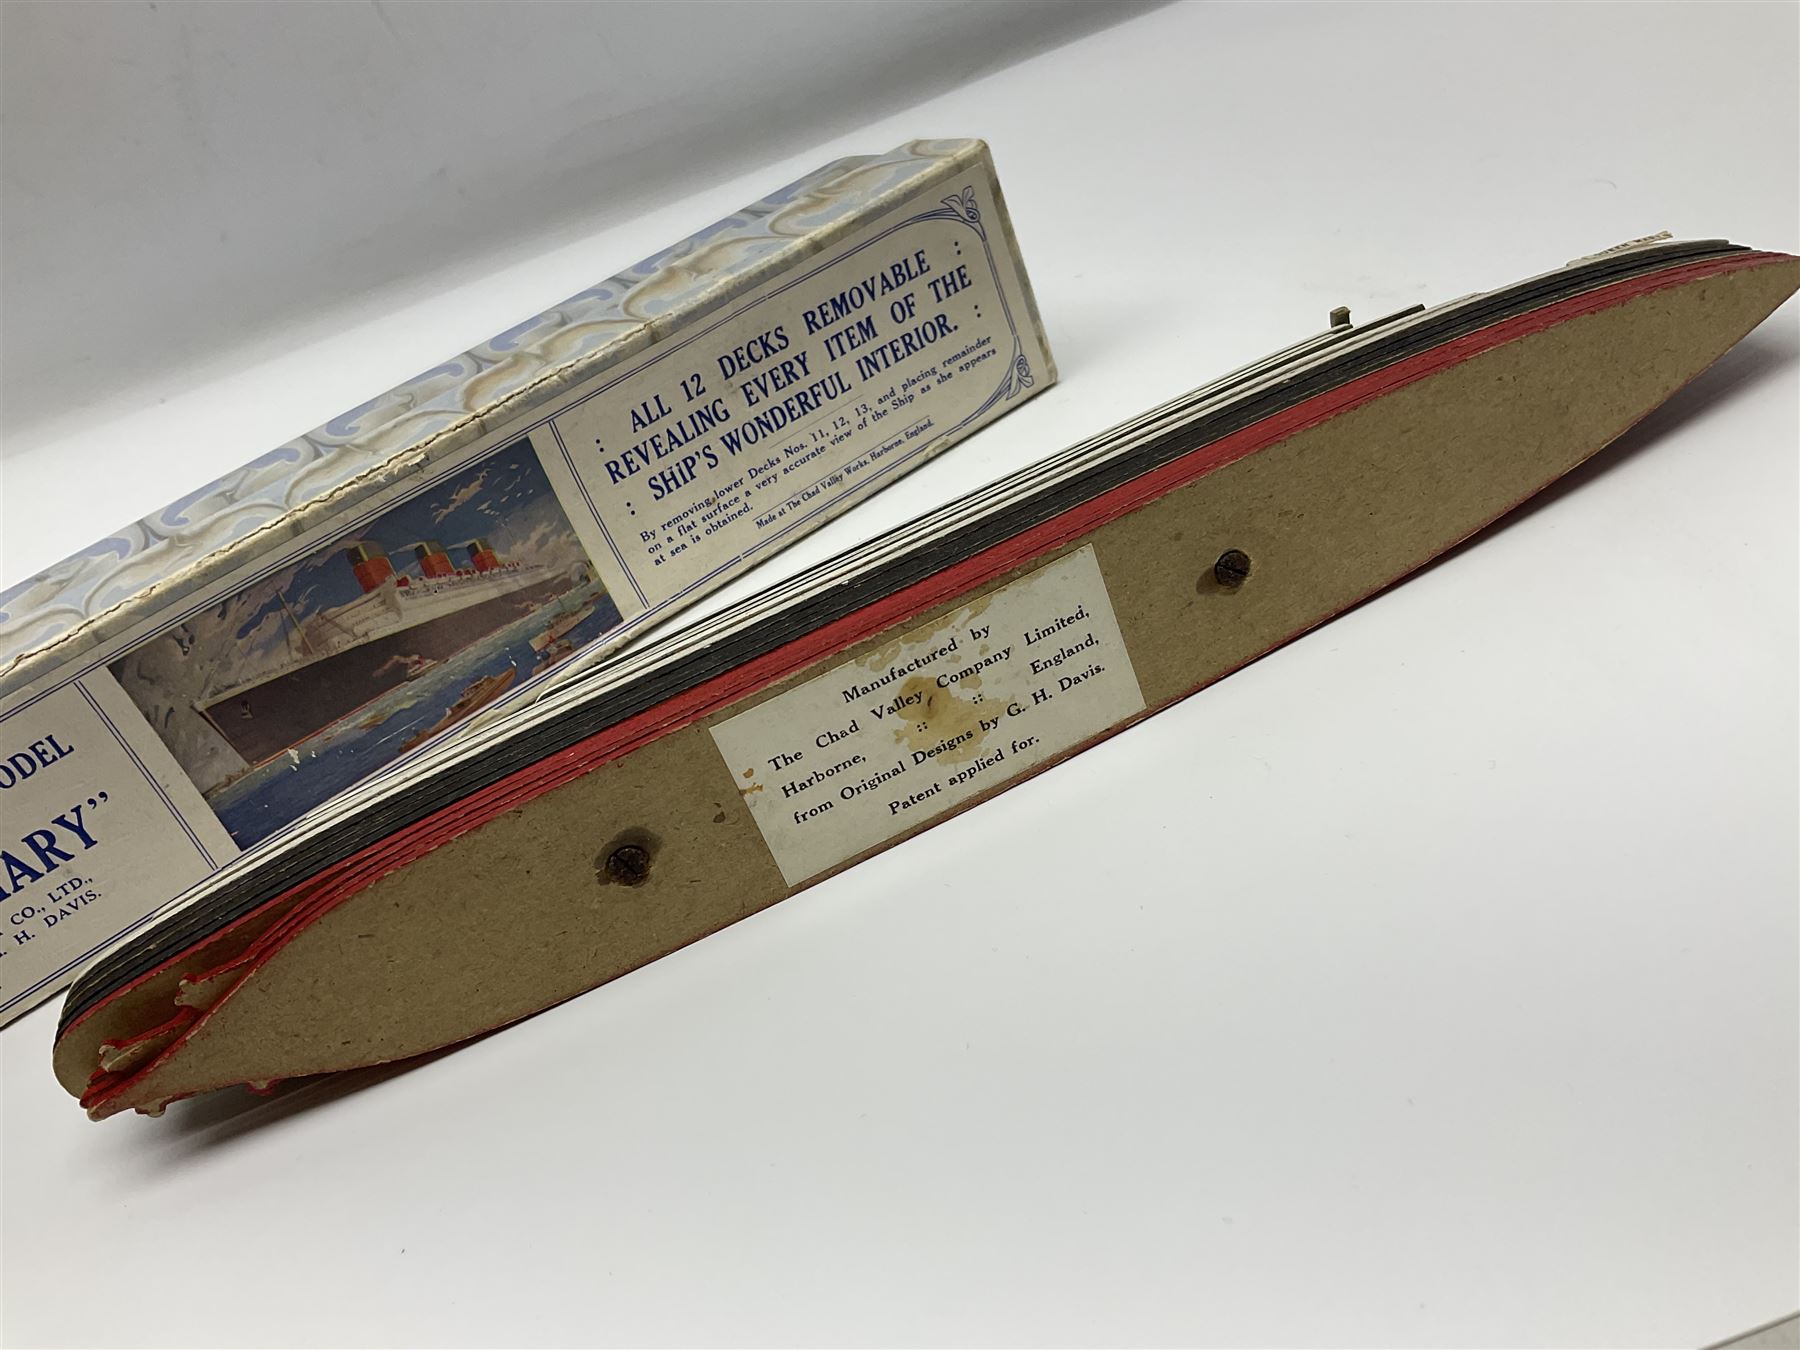 : ALL 12 DECKS REMOVABLE :
REVEALING EVERY ITEM OF THE
: SHiP'S WONDERFUL INTERIOR. :
By removing lower Decks Nos. 11, 12, 13, and placing remainder
on a flat surface a very accurate view of the Ship as she appears
at sea is obtained.
Made at The Chad Valley Works, Harborne, England.
CO., LTD.,
H. DAVIS.
Manufactured by
The Chad Valley Company Limited,
Harborne, :: :: England,
from Original Designs by G. H. Davis.
Patent applied for.